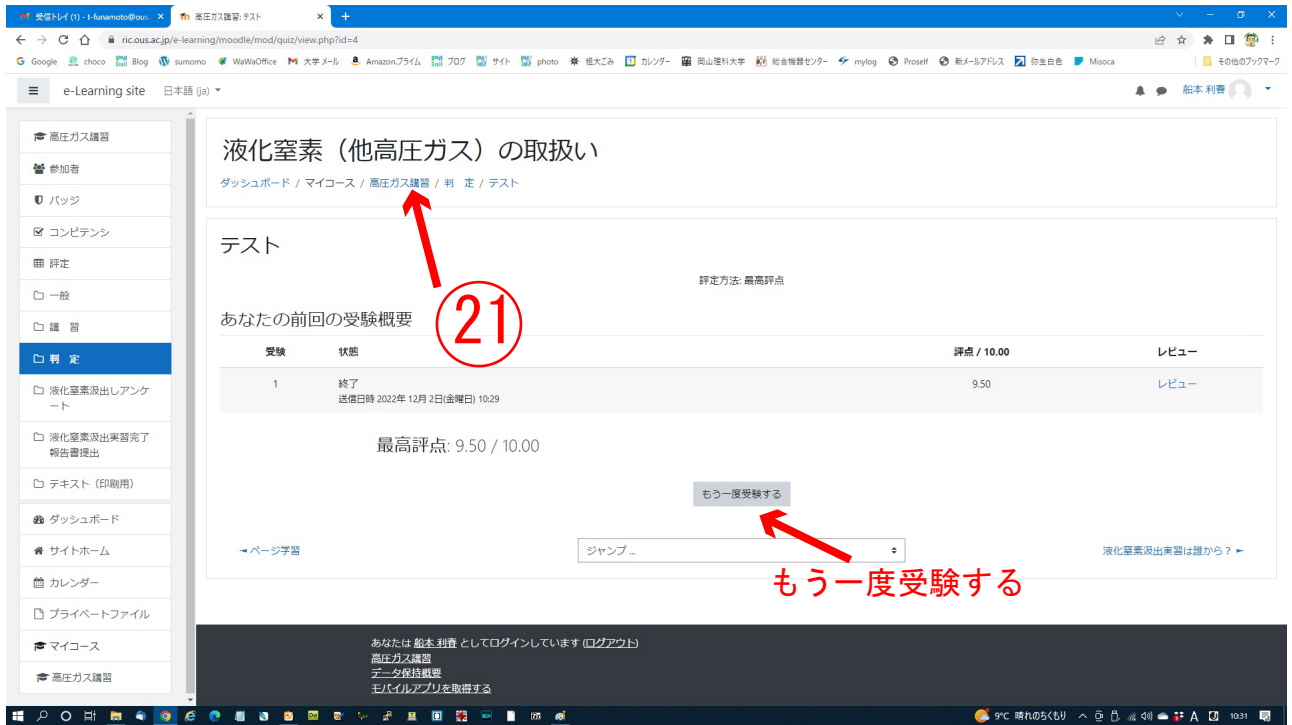 受信トレイ (1) - t-funamoto@ous.
高圧ガス講習: テスト
ric.ous.ac.jp/e-learning/moodle/mod/quiz/view.php?id=4
Google choco Blog sumomo WaWaOffice 大学メール Amazonプライム ブログ サイト photo 粗大ごみ カレンダー 岡山理科大学 総合機器センター mylog Proself 新メールアドレス 弥生白色 Misoca その他のブックマーク
e-Learning site 日本語 (ja) 船本 利春
高圧ガス講習
参加者
バッジ
コンピテンシ
評定
一般
講 習
判 定
液化窒素汲出しアンケ
ート
液化窒素汲出実習完了
報告書提出
テキスト（印刷用）
ダッシュボード
サイトホーム
カレンダー
プライベートファイル
マイコース
高圧ガス講習
液化窒素（他高圧ガス）の取扱い
ダッシュボード / マイコース / 高圧ガス講習 / 判 定 / テスト
テスト
評定方法: 最高評点
㉑
あなたの前回の受験概要
受験 状態 評点 / 10.00 レビュー
1 終了 9.50 レビュー
送信日時 2022年 12月 2日(金曜日) 10:29
最高評点: 9.50 / 10.00
もう一度受験する
◄ ページ学習 ジャンプ ... 液化窒素汲出実習は誰から？ ►
もう一度受験する
あなたは 船本 利春 としてログインしています (ログアウト)
高圧ガス講習
データ保持概要
モバイルアプリを取得する
9°C 晴れのちくもり A 10:31